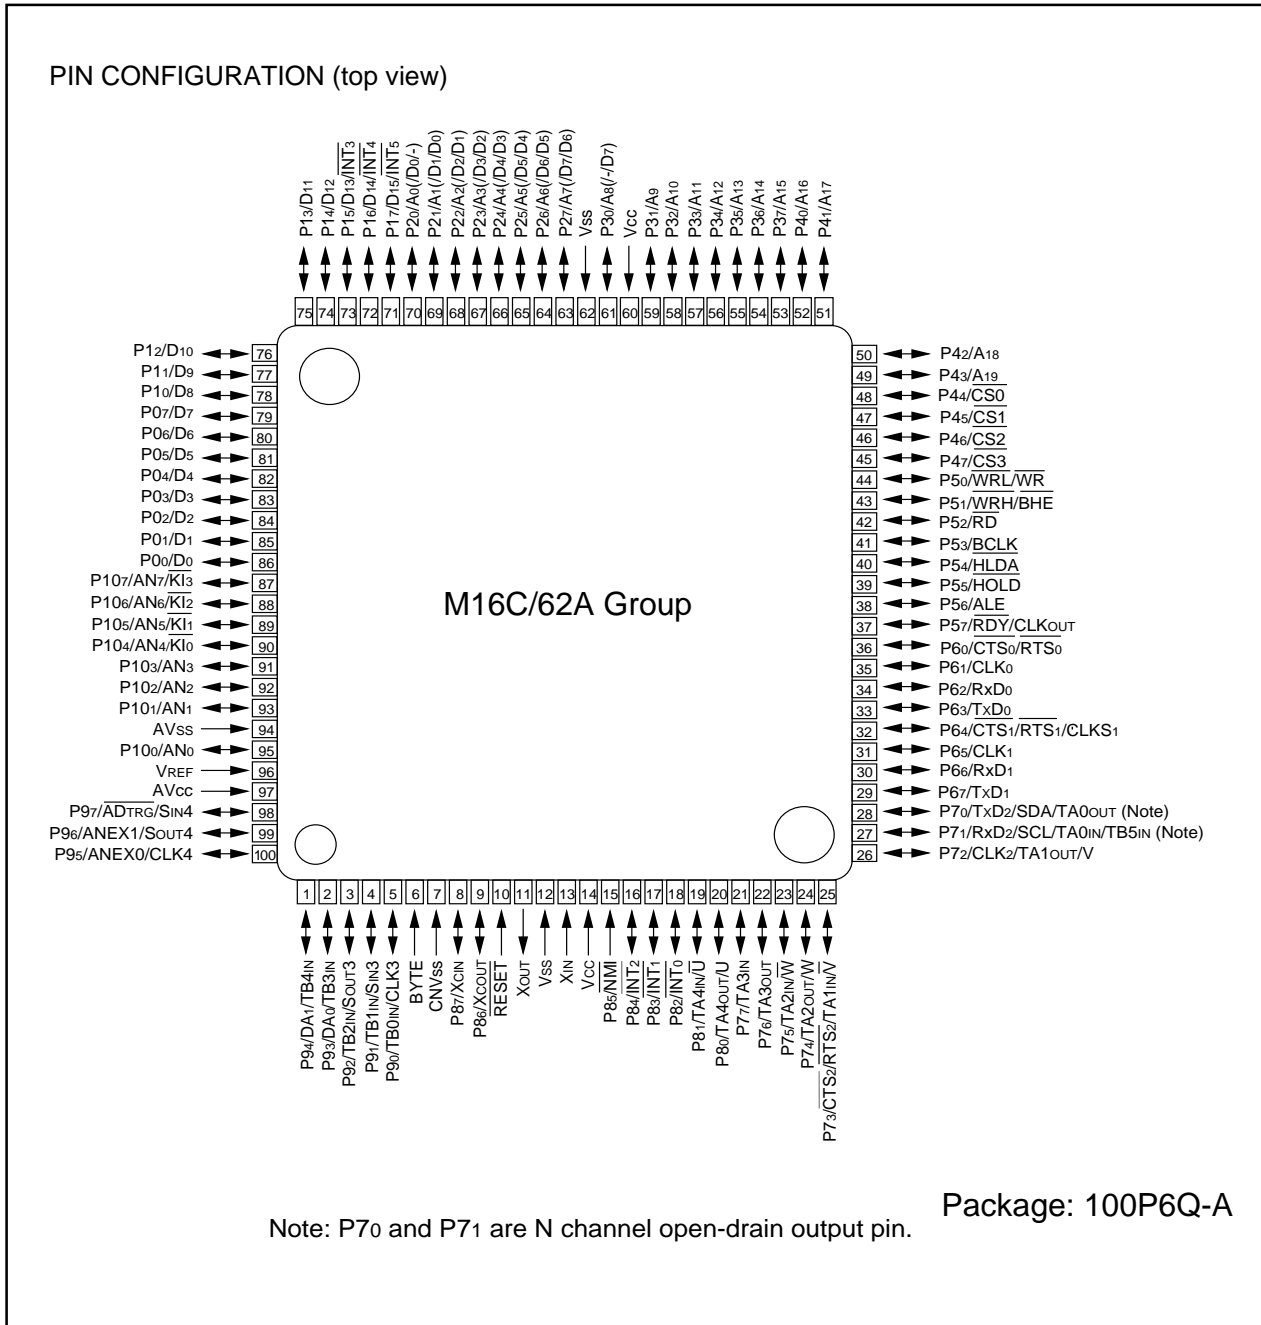 PIN CONFIGURATION (top view)
P13/D11
P14/D12
P15/D13/INT3
P16/D14/INT4
P17/D15/INT5
P20/A0(/D0/-)
P21/A1(/D1/D0)
P22/A2(/D2/D1)
P23/A3(/D3/D2)
P24/A4(/D4/D3)
P25/A5(/D5/D4)
P26/A6(/D6/D5)
P27/A7(/D7/D6)
Vss
P30/A8(/-/D7)
Vcc
P31/A9
P32/A10
P33/A11
P34/A12
P35/A13
P36/A14
P37/A15
P40/A16
P41/A17
75 74 73 72 71 70 69 68 67 66 65 64 63 62 61 60 59 58 57 56 55 54 53 52 51
P12/D10 76
P11/D9 77
P10/D8 78
P07/D7 79
P06/D6 80
P05/D5 81
P04/D4 82
P03/D3 83
P02/D2 84
P01/D1 85
P00/D0 86
P107/AN7/KI3 87
P106/AN6/KI2 88
P105/AN5/KI1 89
P104/AN4/KI0 90
P103/AN3 91
P102/AN2 92
P101/AN1 93
AVss 94
P100/AN0 95
VREF 96
AVcc 97
P97/ADTRG/SIN4 98
P96/ANEX1/SOUT4 99
P95/ANEX0/CLK4 100
M16C/62A Group
50 P42/A18
49 P43/A19
48 P44/CS0
47 P45/CS1
46 P46/CS2
45 P47/CS3
44 P50/WRL/WR
43 P51/WRH/BHE
42 P52/RD
41 P53/BCLK
40 P54/HLDA
39 P55/HOLD
38 P56/ALE
37 P57/RDY/CLKOUT
36 P60/CTS0/RTS0
35 P61/CLK0
34 P62/RxD0
33 P63/TxD0
32 P64/CTS1/RTS1/CLKS1
31 P65/CLK1
30 P66/RxD1
29 P67/TxD1
28 P70/TxD2/SDA/TA0OUT (Note)
27 P71/RxD2/SCL/TA0IN/TB5IN (Note)
26 P72/CLK2/TA1OUT/V
1 2 3 4 5 6 7 8 9 10 11 12 13 14 15 16 17 18 19 20 21 22 23 24 25
P94/DA1/TB4IN
P93/DA0/TB3IN
P92/TB2IN/SOUT3
P91/TB1IN/SIN3
P90/TB0IN/CLK3
BYTE
CNVss
P87/XCIN
P86/XCOUT
RESET
XOUT
Vss
XIN
Vcc
P85/NMI
P84/INT2
P83/INT1
P82/INT0
P81/TA4IN/U
P80/TA4OUT/U
P77/TA3IN
P76/TA3OUT
P75/TA2IN/W
P74/TA2OUT/W
P73/CTS2/RTS2/TA1IN/V
Package: 100P6Q-A
Note: P70 and P71 are N channel open-drain output pin.